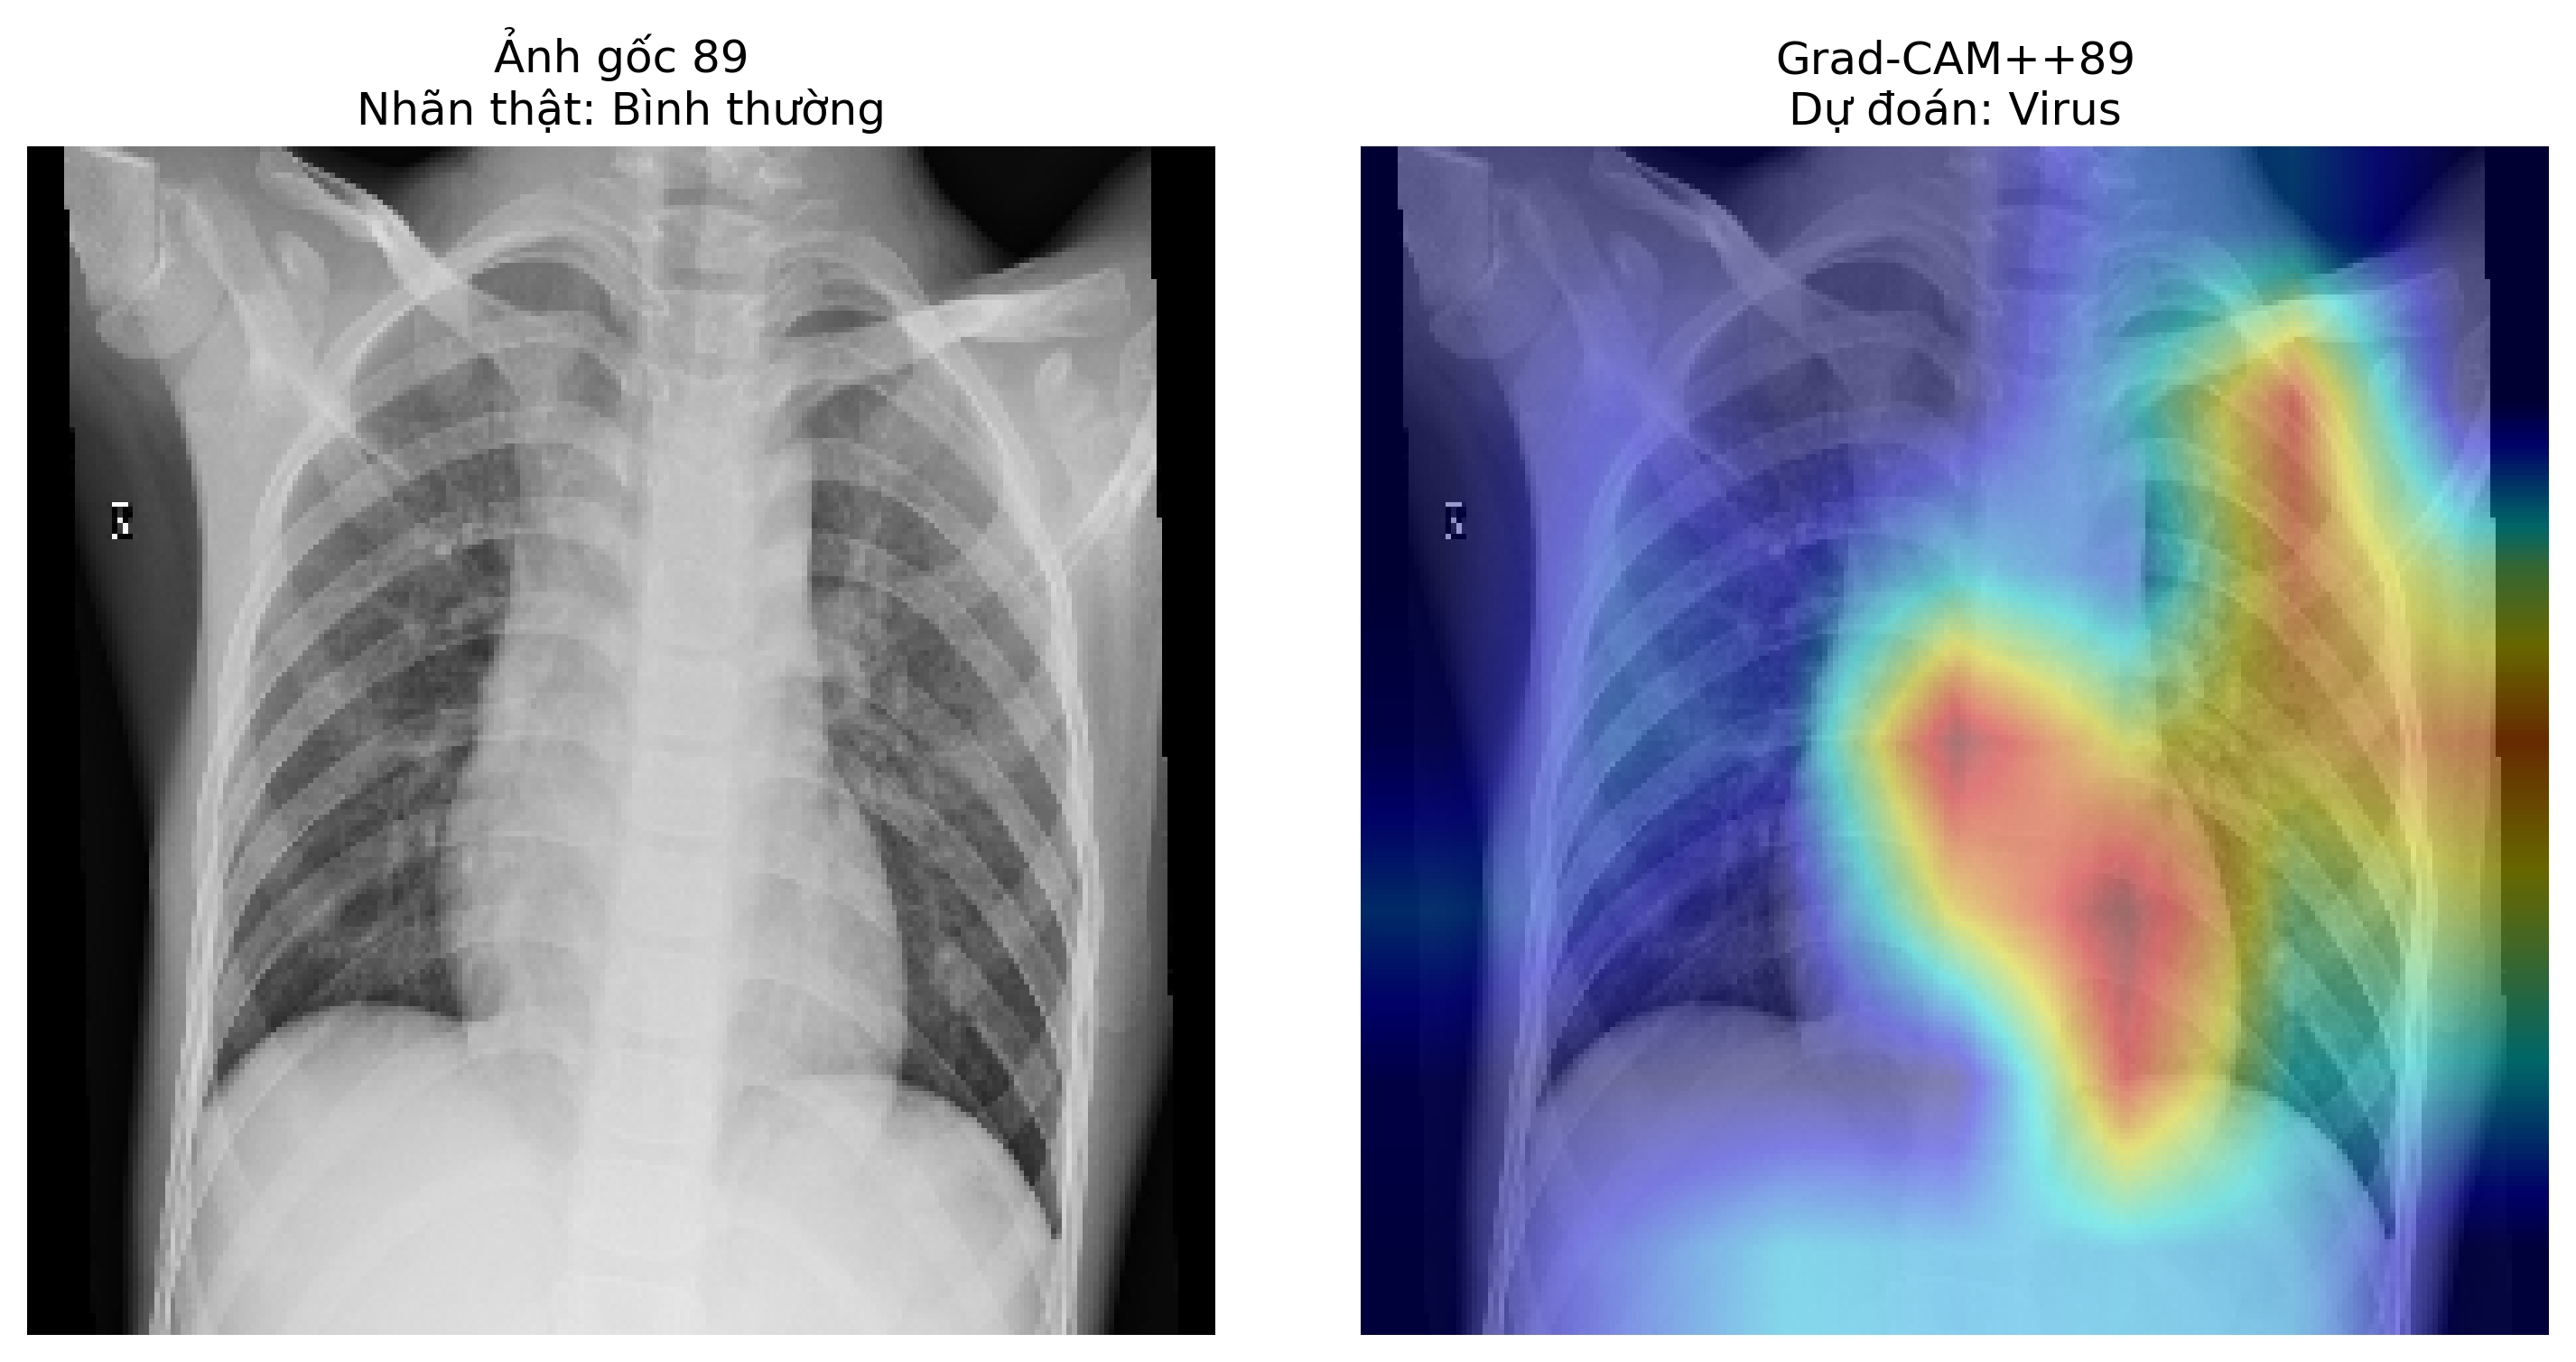 Ảnh gốc 89
Nhãn thật: Bình thường
Grad-CAM++89
Dự đoán: Virus
R